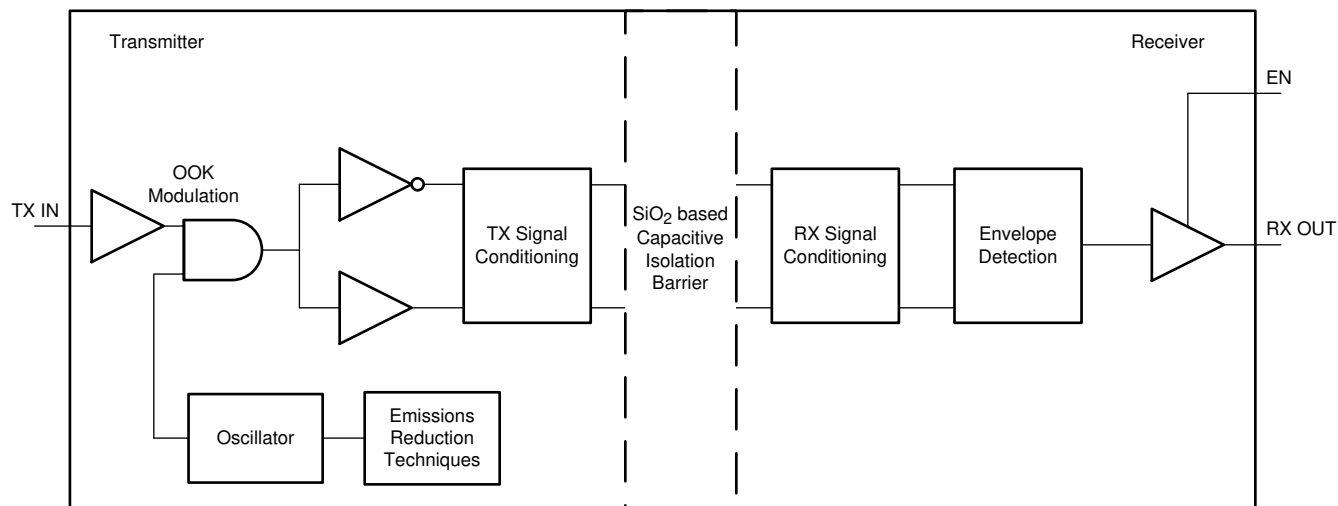 Transmitter
Receiver
EN
OOK
Modulation
TX IN
TX Signal
Conditioning
SiO2 based
Capacitive
Isolation
Barrier
RX Signal
Conditioning
Envelope
Detection
RX OUT
Oscillator
Emissions
Reduction
Techniques